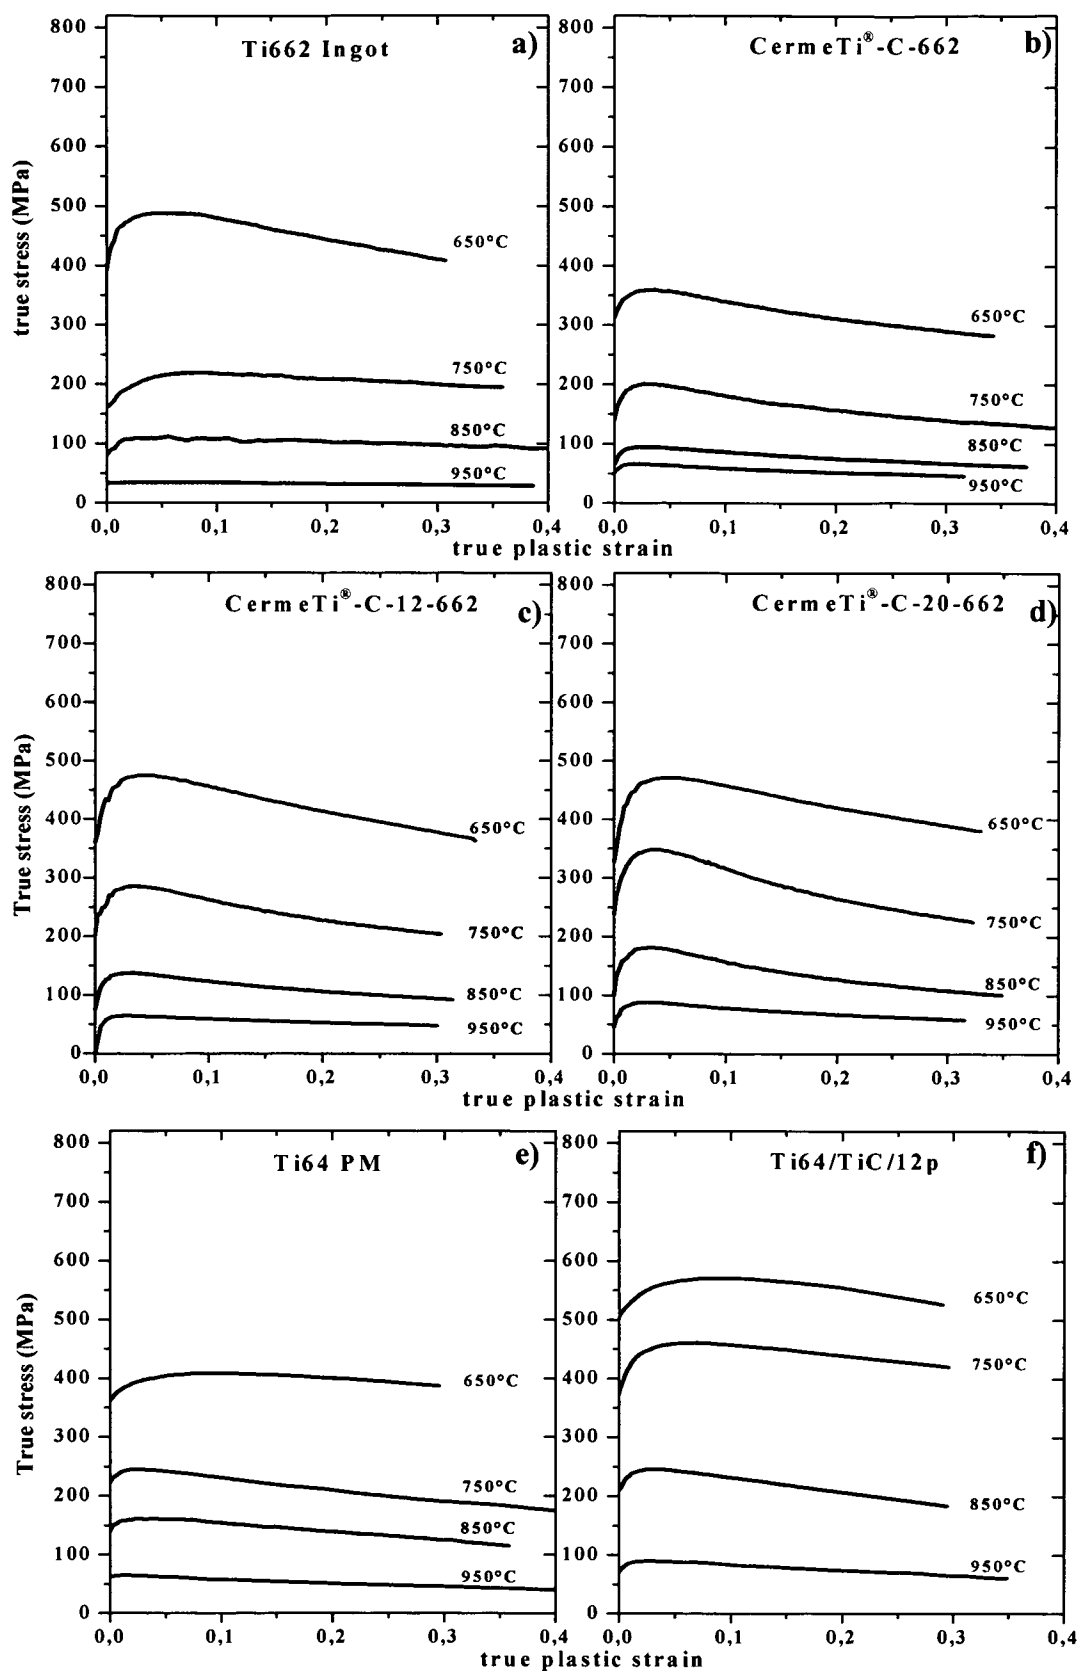 Ti662 Ingot
a)
800
700
600
500
400
300
200
100
0
true stress (MPa)
650°C
750°C
850°C
950°C
0,0
0,1
0,2
0,3
0,4
true plastic strain
CermeTi®-C-662
b)
800
700
600
500
400
300
200
100
0
650°C
750°C
850°C
950°C
0,0
0,1
0,2
0,3
0,4
CermeTi®-C-12-662
c)
800
700
600
500
400
300
200
100
0
True stress (MPa)
650°C
750°C
850°C
950°C
0,0
0,1
0,2
0,3
0,4
true plastic strain
CermeTi®-C-20-662
d)
800
700
600
500
400
300
200
100
0
650°C
750°C
850°C
950°C
0,0
0,1
0,2
0,3
0,4
Ti64 PM
e)
800
700
600
500
400
300
200
100
0
True stress (MPa)
650°C
750°C
850°C
950°C
0,0
0,1
0,2
0,3
0,4
true plastic strain
Ti64/TiC/12p
f)
800
700
600
500
400
300
200
100
0
650°C
750°C
850°C
950°C
0,0
0,1
0,2
0,3
0,4